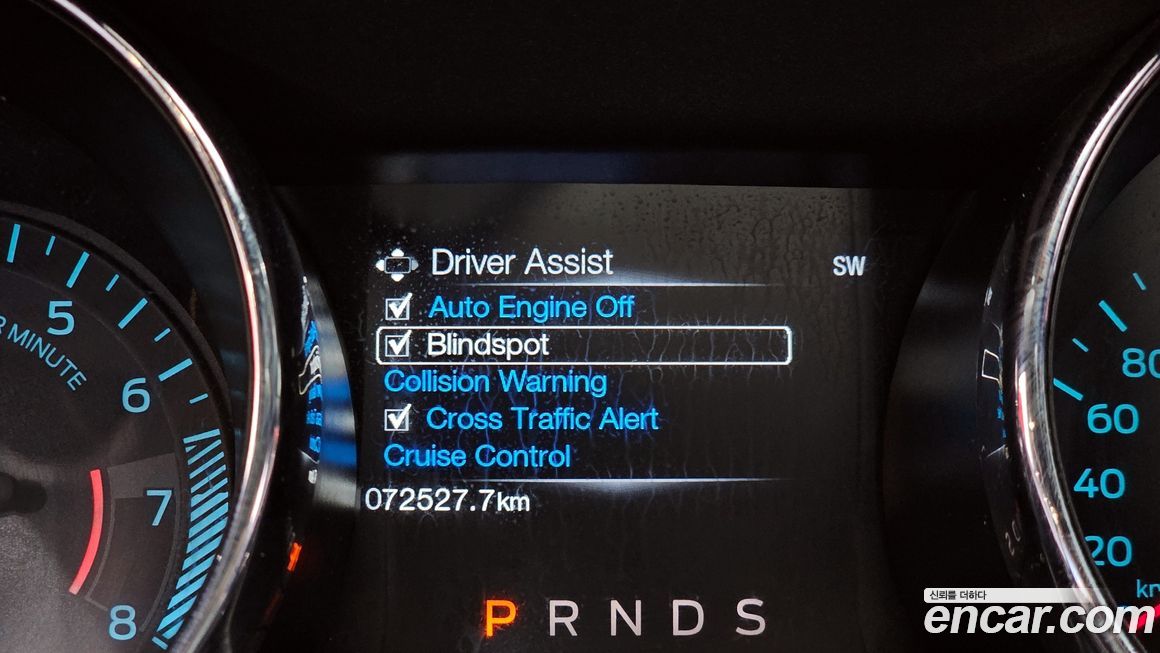 Driver Assist SW
Auto Engine Off
Blindspot
Collision Warning
Cross Traffic Alert
Cruise Control
072527.7km
P R N D S
5
MINUTE
6
7
8
80
60
40
20
신뢰를 더하다
encar.com